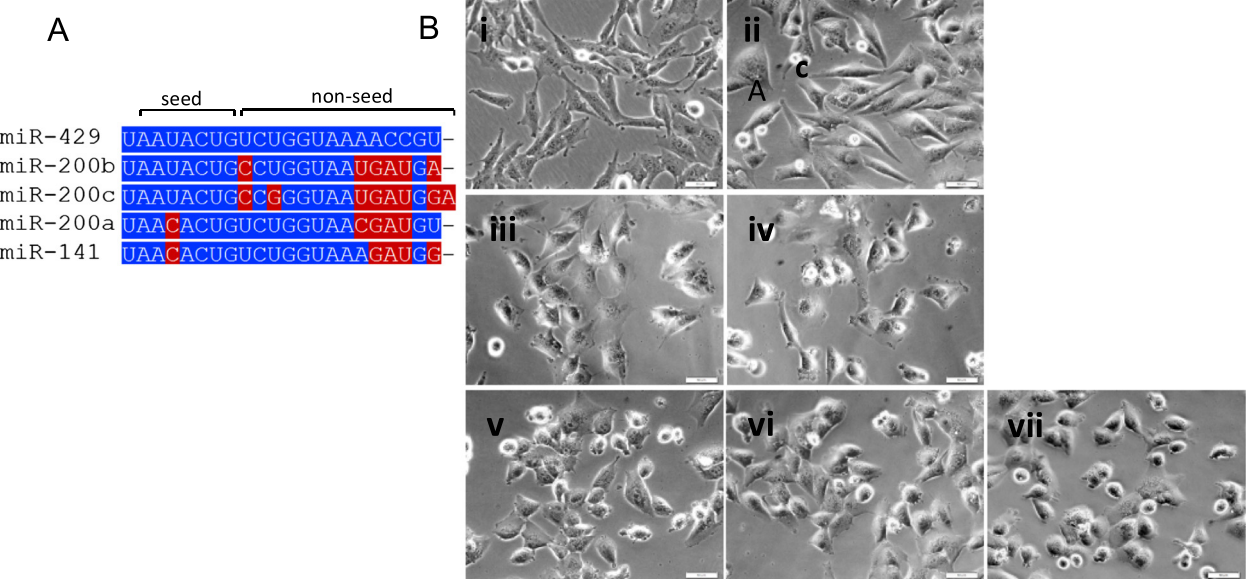 A
B
seed
non-seed
miR-429 UAAUACUGUCUGGUAAAACCGU-
miR-200b UAAUACUGCCUGGUAAUGAUGA-
miR-200c UAAUACUGCCGGGUAAUGAUGGA
miR-200a UAACACUGUCUGGUAACGAUGU-
miR-141 UAACACUGUCUGGUAAAGAUGG-
i
ii
c
A
iii
iv
v
vi
vii